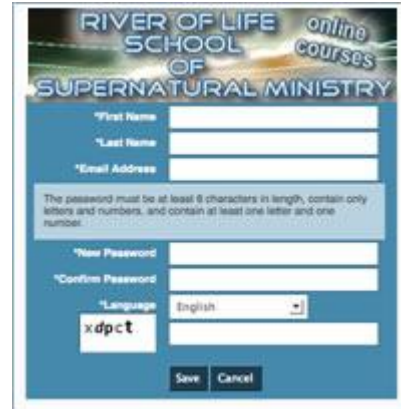 RIVER OF LIFE online
SCHOOL courses
OF
SUPERNATURAL MINISTRY
*First Name
*Last Name
*Email Address
The password must be at least 6 characters in length, contain only
letters and numbers, and contain at least one letter and one
number.
*New Password
*Confirm Password
*Language English
xdpct
Save Cancel